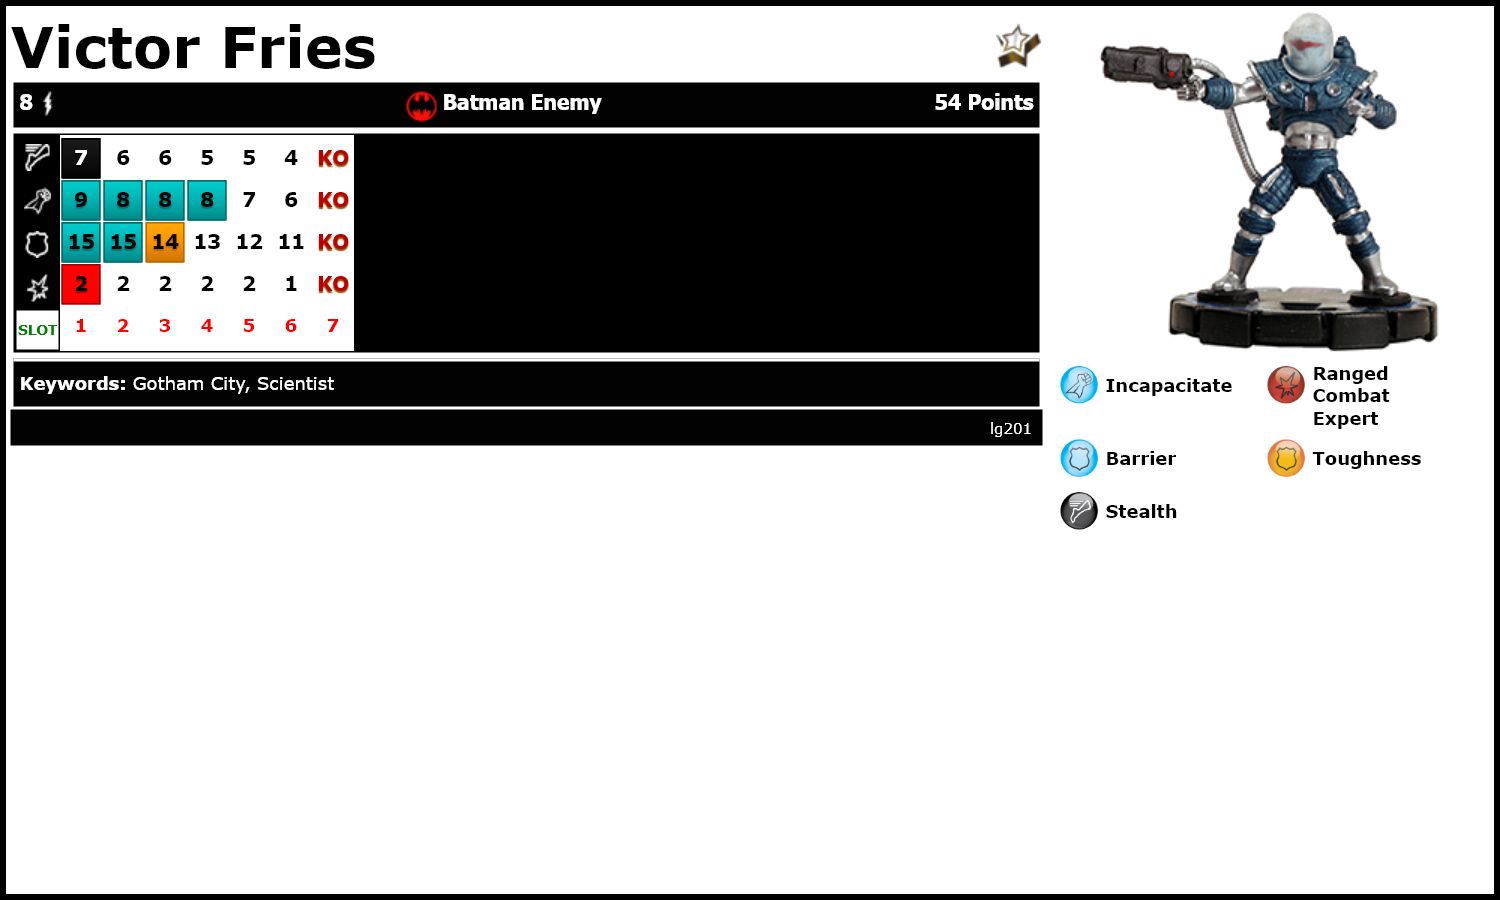 Victor Fries
8 Batman Enemy 54 Points
7 6 6 5 5 4 KO
9 8 8 8 7 6 KO
15 15 14 13 12 11 KO
2 2 2 2 2 1 KO
SLOT 1 2 3 4 5 6 7
Keywords: Gotham City, Scientist
lg201
Incapacitate
Ranged
Combat
Expert
Barrier
Toughness
Stealth